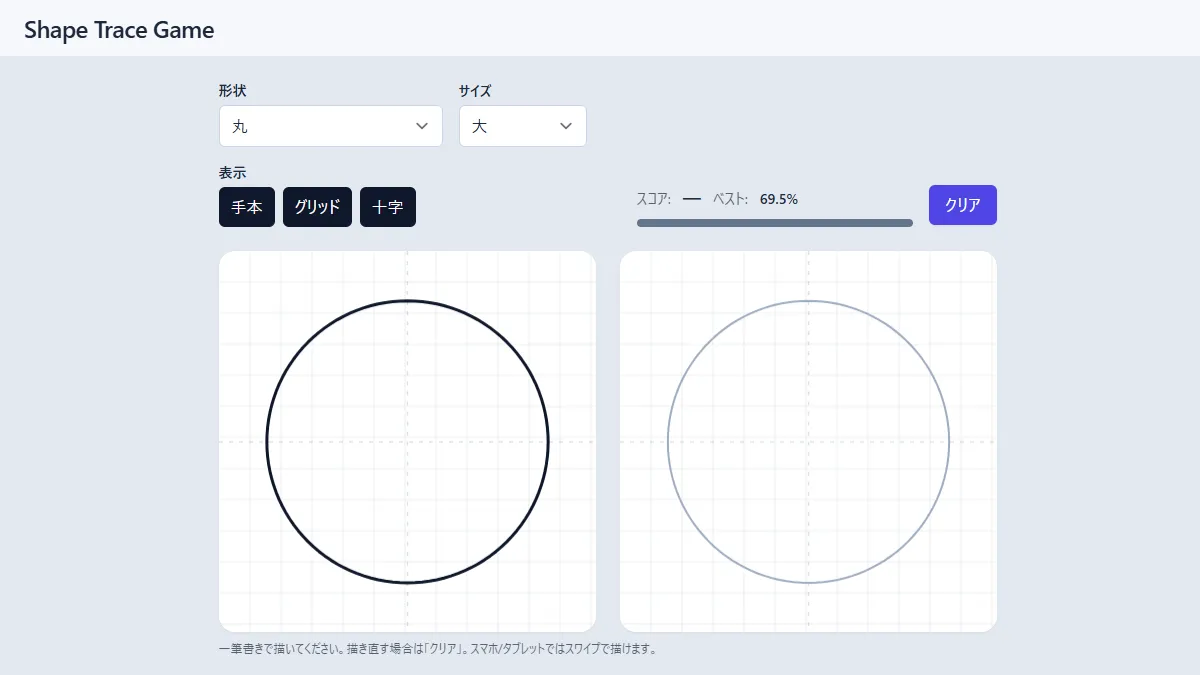 Shape Trace Game
形状
サイズ
丸
大
表示
手本
グリッド
十字
スコア: — ベスト: 69.5%
クリア
一筆書きで描いてください。描き直す場合は「クリア」。スマホ/タブレットではスワイプで描けます。